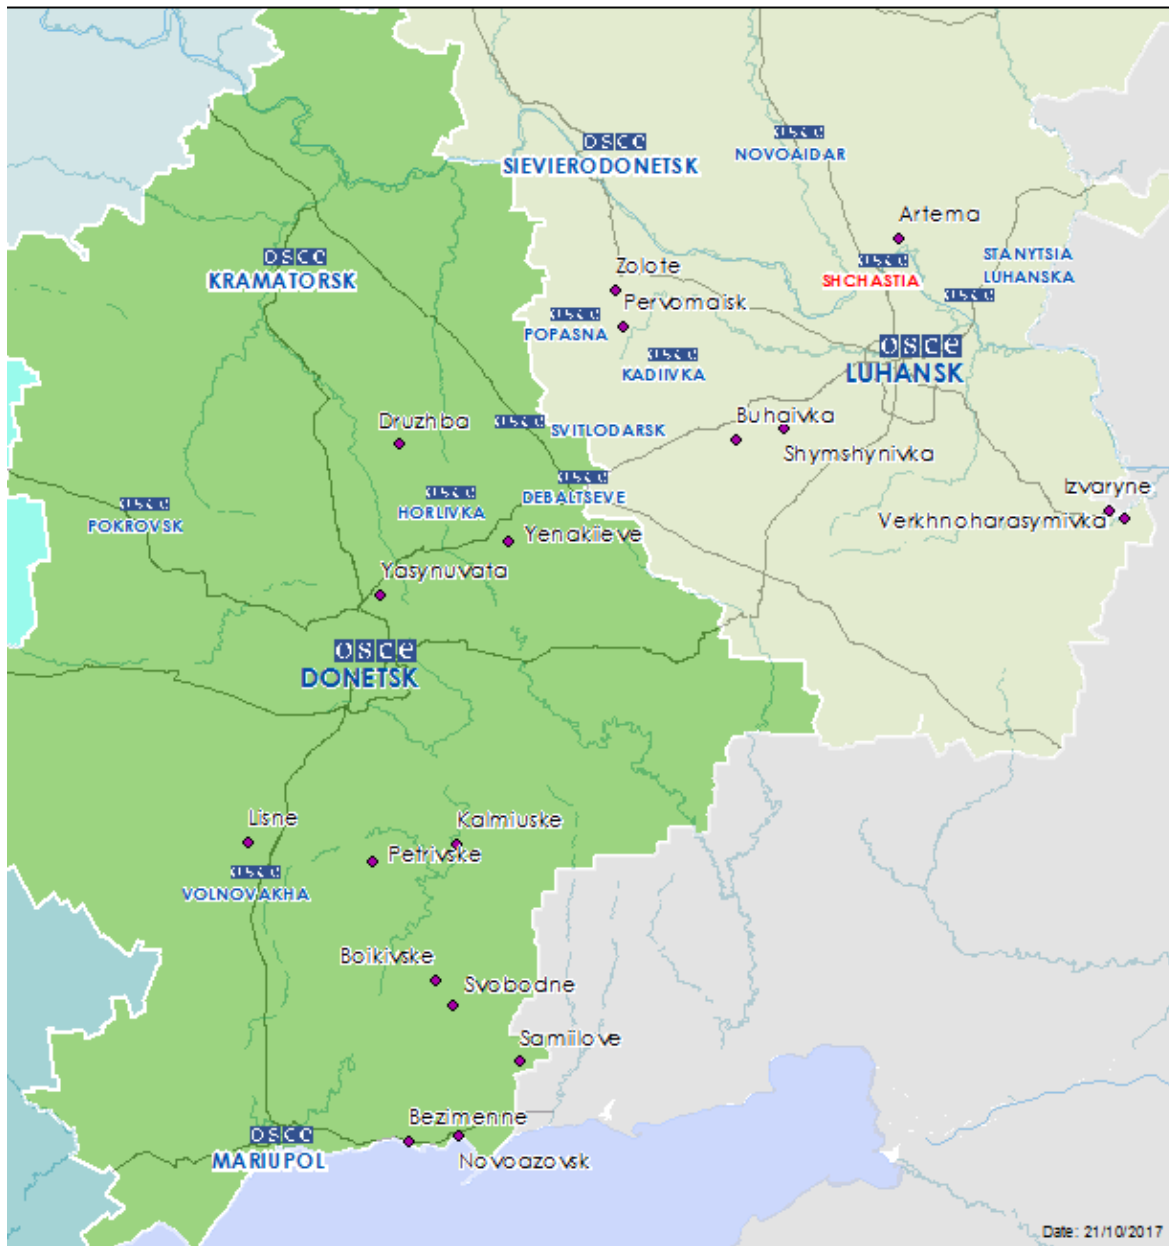 osce
NOVOAIDAR
osce
SIEVIERODONETSK
Artema
osce
KRAMATORSK
STANYTSIA
LUHANSKA
osce
osce
SHCHASTIA
Zolote
Pervomaisk
osce
POPASNA
osce
LUHANSK
osce
KADIIVKA
Druzhba
osce
SVITLODARSK
Buhaivka
Shymshynivka
osce
DEBALTSEVE
osce
HORLIVKA
osce
POKROVSK
Izvaryne
Verkhnoharasymivka
Yenakiieve
Yasynuvata
osce
DONETSK
Lisne
Kalmiuske
Petrivske
osce
VOLNOVAKHA
Boikivske
Svobodne
Samiilove
Bezimenne
osce
MARIUPOL
Novoazovsk
Date: 21/10/2017